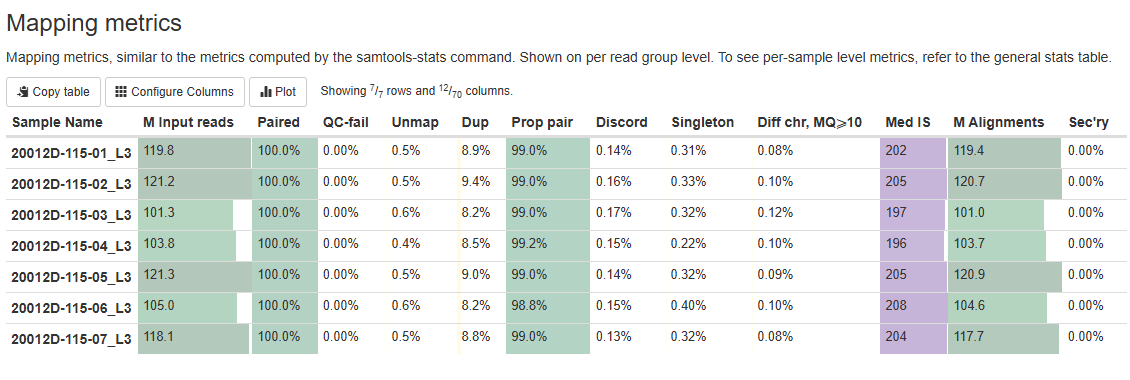 Mapping metrics
Mapping metrics, similar to the metrics computed by the samtools-stats command. Shown on per read group level. To see per-sample level metrics, refer to the general stats table.
Copy table Configure Columns Plot Showing 7/7 rows and 12/70 columns.
Sample Name M Input reads Paired QC-fail Unmap Dup Prop pair Discord Singleton Diff chr, MQ⩾10 Med IS M Alignments Sec'ry
20012D-115-01_L3 119.8 100.0% 0.00% 0.5% 8.9% 99.0% 0.14% 0.31% 0.08% 202 119.4 0.00%
20012D-115-02_L3 121.2 100.0% 0.00% 0.5% 9.4% 99.0% 0.16% 0.33% 0.10% 205 120.7 0.00%
20012D-115-03_L3 101.3 100.0% 0.00% 0.6% 8.2% 99.0% 0.17% 0.32% 0.12% 197 101.0 0.00%
20012D-115-04_L3 103.8 100.0% 0.00% 0.4% 8.5% 99.2% 0.15% 0.22% 0.10% 196 103.7 0.00%
20012D-115-05_L3 121.3 100.0% 0.00% 0.5% 9.0% 99.0% 0.14% 0.32% 0.09% 205 120.9 0.00%
20012D-115-06_L3 105.0 100.0% 0.00% 0.6% 8.2% 98.8% 0.15% 0.40% 0.10% 208 104.6 0.00%
20012D-115-07_L3 118.1 100.0% 0.00% 0.5% 8.8% 99.0% 0.13% 0.32% 0.08% 204 117.7 0.00%